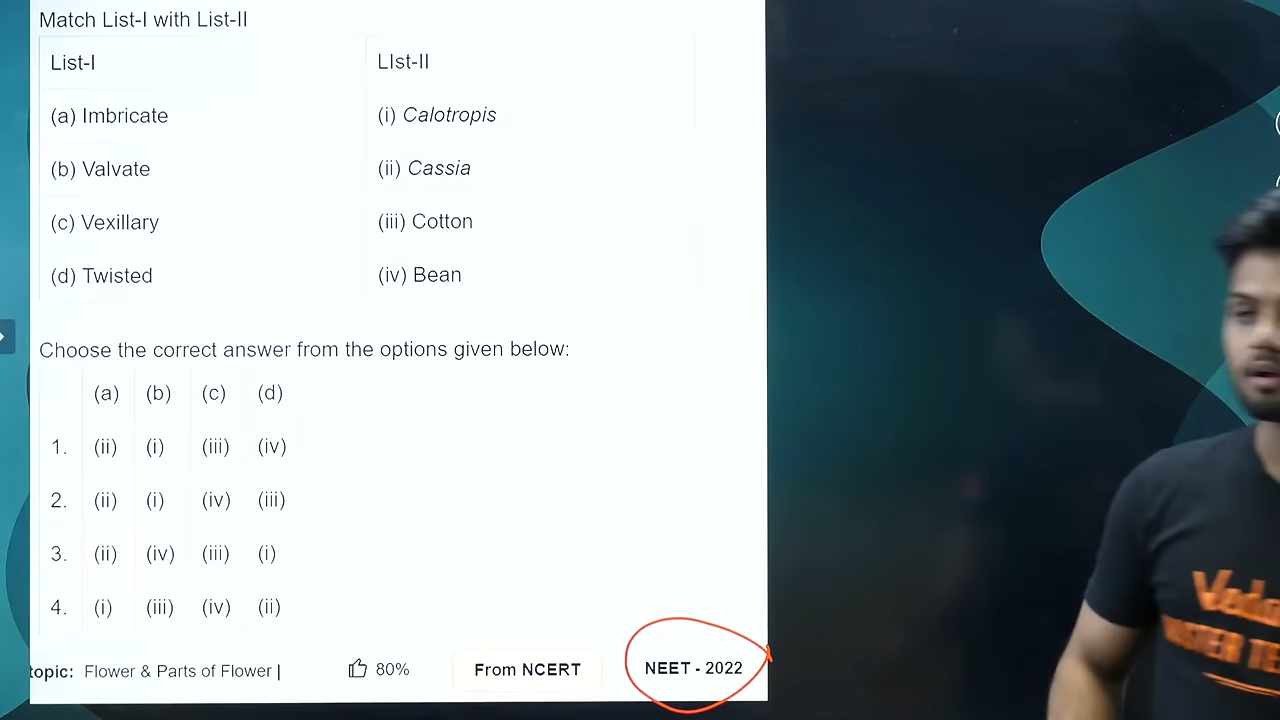 Match List-I with List-II
List-I LIst-II
(a) Imbricate (i) Calotropis
(b) Valvate (ii) Cassia
(c) Vexillary (iii) Cotton
(d) Twisted (iv) Bean
Choose the correct answer from the options given below:
(a) (b) (c) (d)
1. (ii) (i) (iii) (iv)
2. (ii) (i) (iv) (iii)
3. (ii) (iv) (iii) (i)
4. (i) (iii) (iv) (ii)
topic: Flower & Parts of Flower | 80% From NCERT NEET - 2022